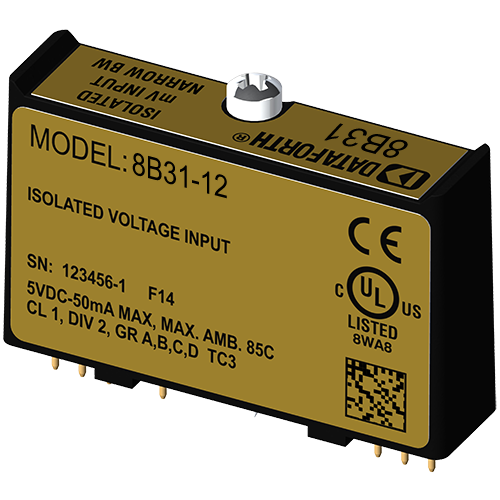 ISOLATED
mV INPUT
NARROW BW
DATAFORTH®
8B31
MODEL: 8B31-12
ISOLATED VOLTAGE INPUT
SN: 123456-1 F14
5VDC-50mA MAX, MAX. AMB. 85C
CL 1, DIV 2, GR A,B,C,D TC3
CE
C UL US
LISTED
8WA8